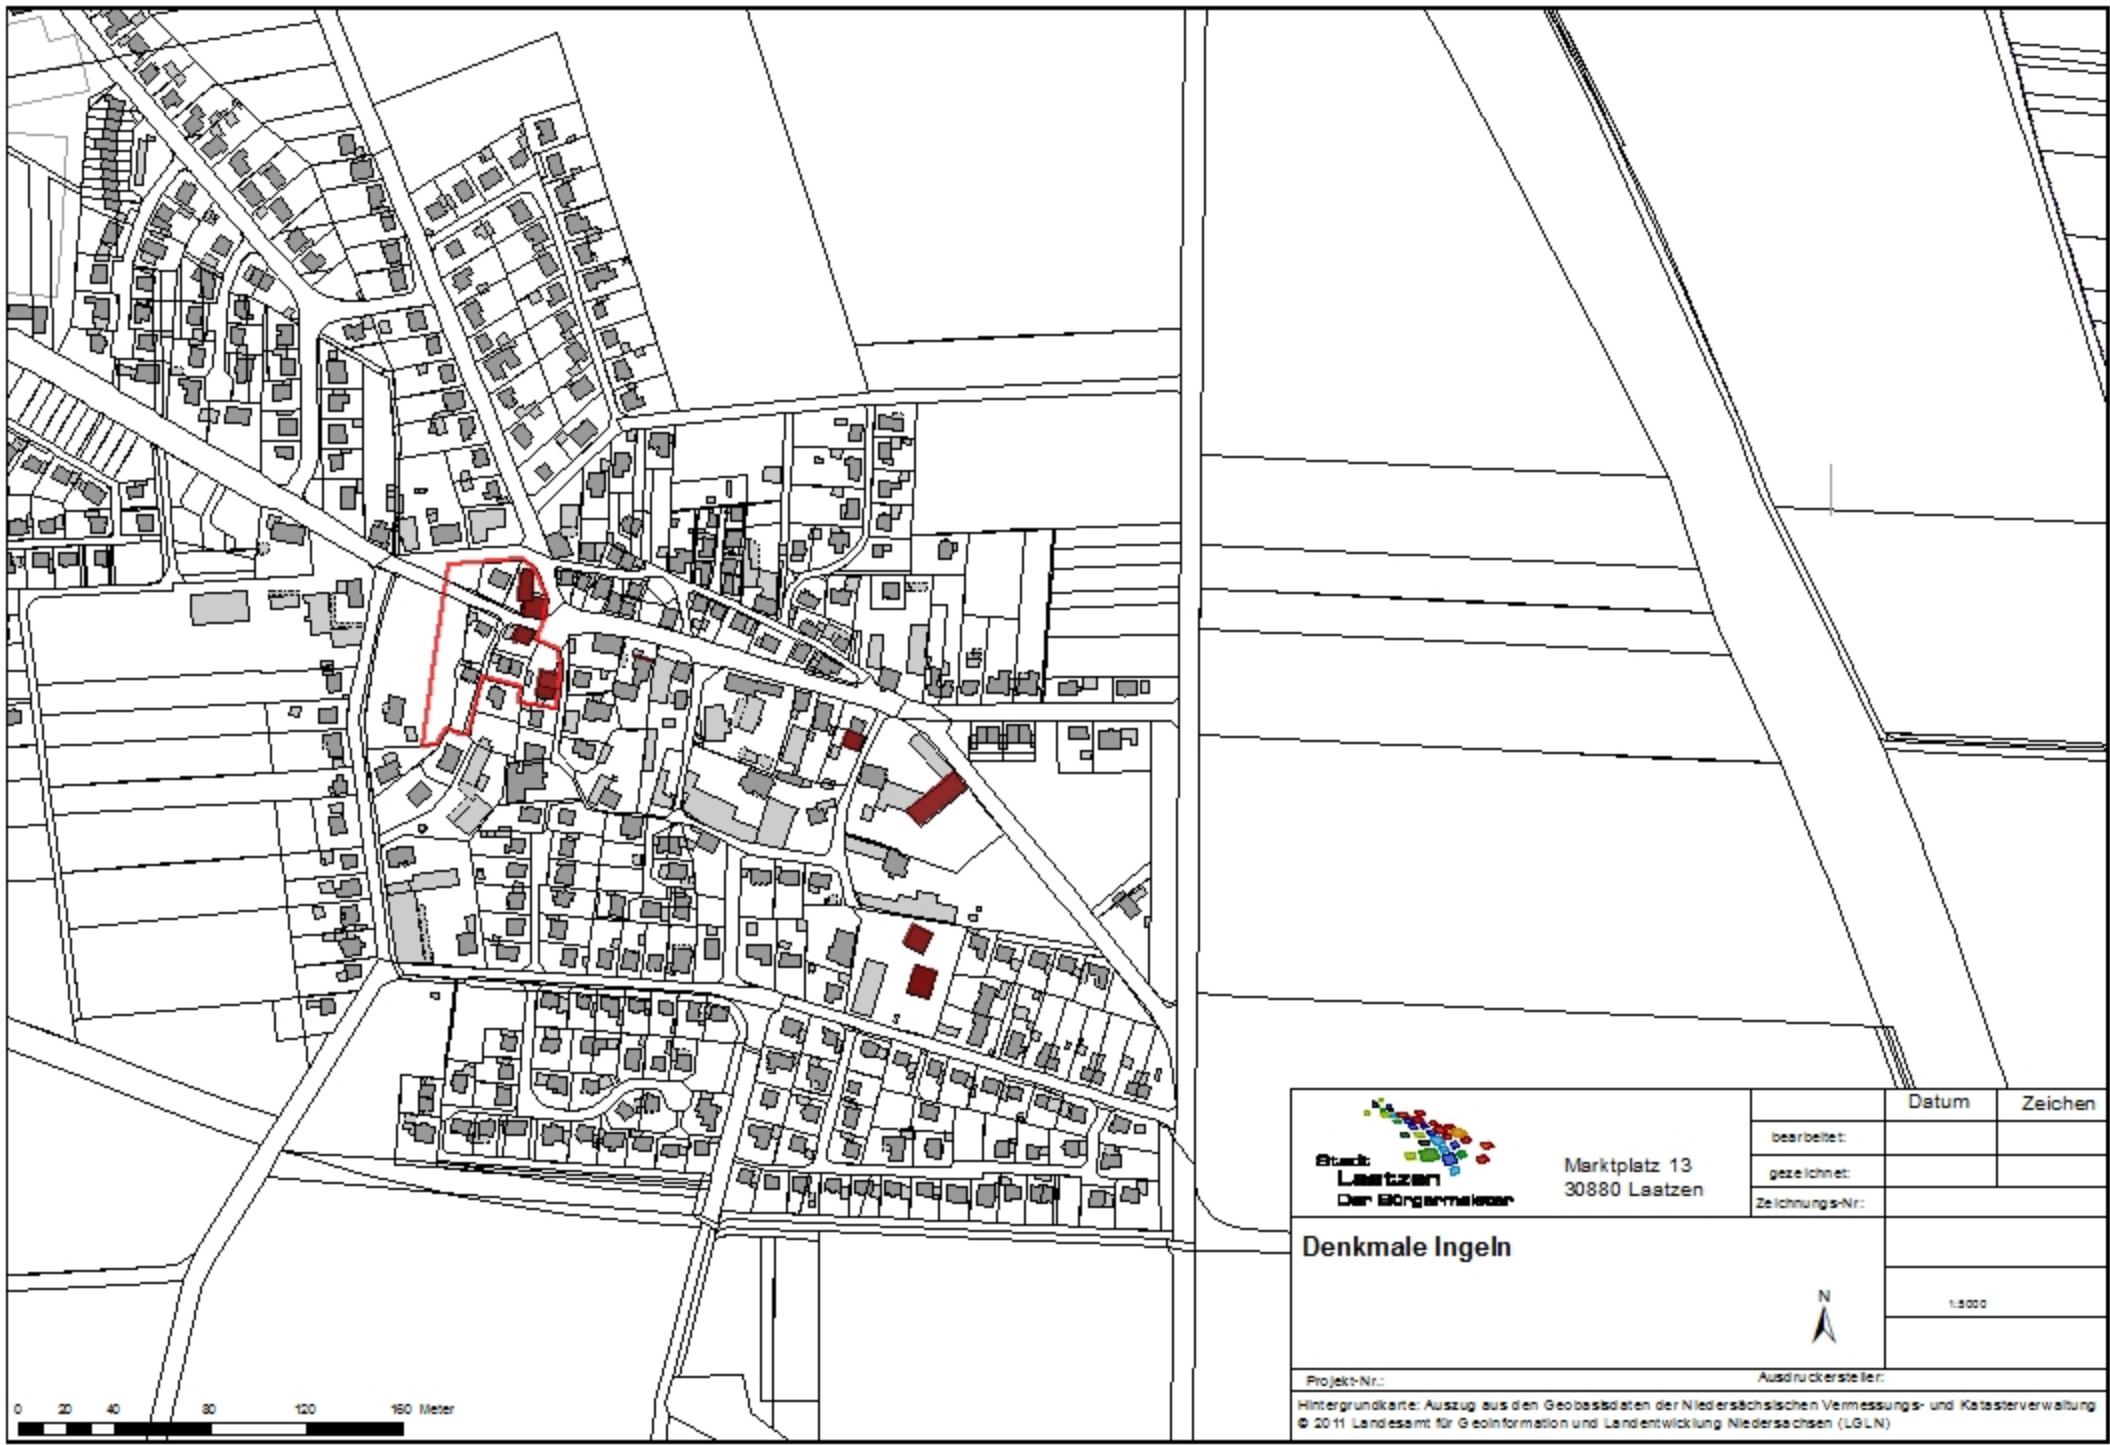 Datum
Zeichen
bearbeitet:
gezeichnet:
Zeichnungs-Nr:
Stadt
Laatzen
Der Bürgermeister
Marktplatz 13
30880 Laatzen
Denkmale Ingeln
N
1:5000
Projekt-Nr.:
Ausdruckersteller:
Hintergrundkarte: Auszug aus den Geobasisdaten der Niedersächsischen Vermessungs- und Katasterverwaltung
© 2011 Landesamt für Geoinformation und Landentwicklung Niedersachsen (LGLN)
0 20 40 80 120 160 Meter